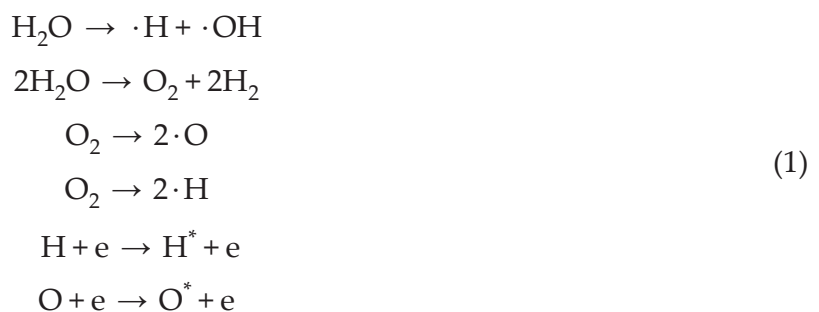 H₂O → ·H + ·OH
2H₂O → O₂ + 2H₂
O₂ → 2·O
(1)
O₂ → 2·H
H + e → H* + e
O + e → O* + e